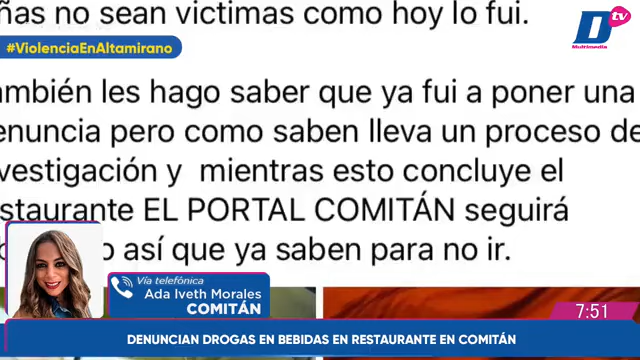 ñas no sean victimas como hoy lo fui.
D tv
Multimedia
#ViolenciaEnAltamirano
ambién les hago saber que ya fui a poner una
enuncia pero como saben lleva un proceso de
vestigación y mientras esto concluye el
staurante EL PORTAL COMITÁN seguirá
o así que ya saben para no ir.
Vía telefónica
Ada Iveth Morales
COMITÁN
7:51
DENUNCIAN DROGAS EN BEBIDAS EN RESTAURANTE EN COMITÁN